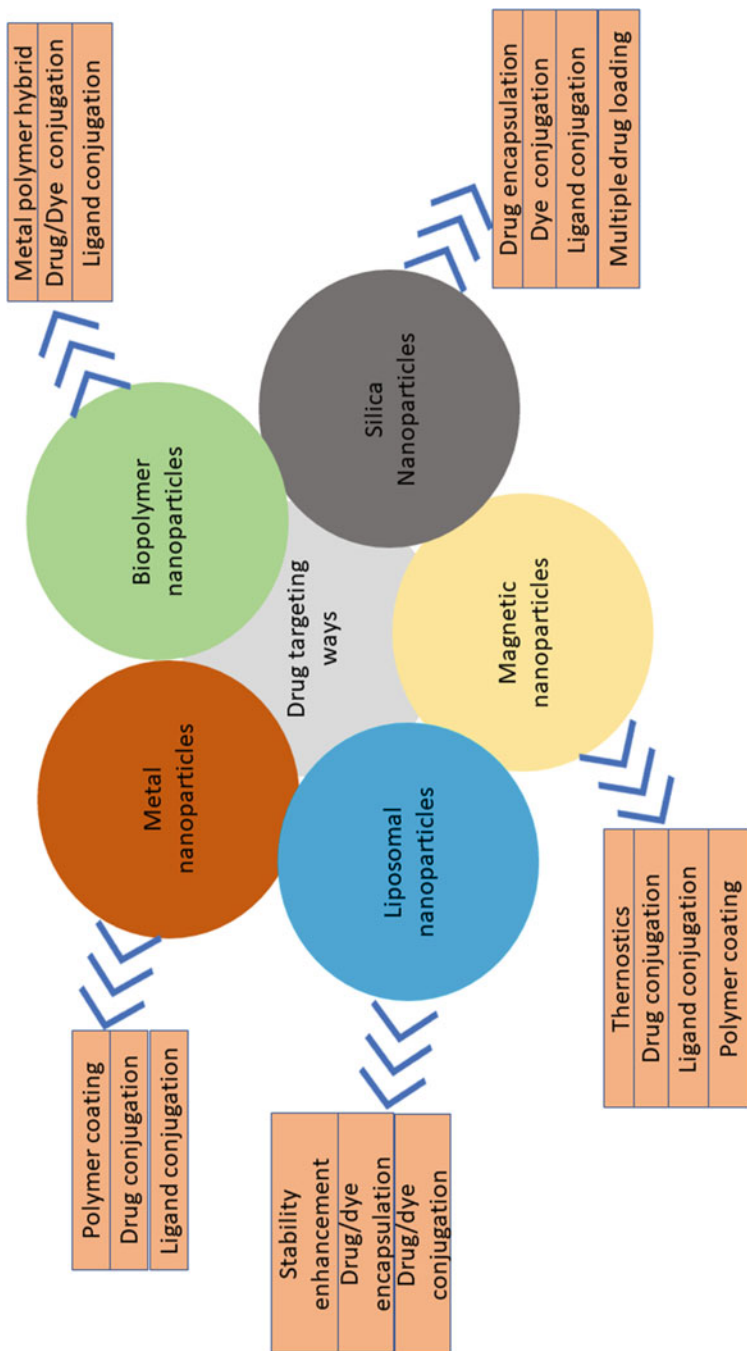 Polymer coating
Drug conjugation
Ligand conjugation
Metal
nanoparticles
Biopolymer
nanoparticles
Metal polymer hybrid
Drug/Dye conjugation
Ligand conjugation
Drug targeting
ways
Stability
enhancement
Drug/dye
encapsulation
Drug/dye
conjugation
Liposomal
nanoparticles
Silica
Nanoparticles
Drug encapsulation
Dye conjugation
Ligand conjugation
Multiple drug loading
Magnetic
nanoparticles
Thernostics
Drug conjugation
Ligand conjugation
Polymer coating